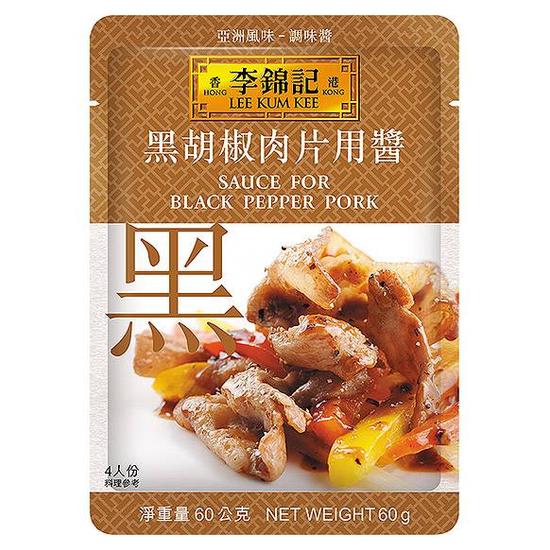 亞洲風味-調味醬
香港
HONG KONG
李錦記
LEE KUM KEE
黑胡椒肉片用醬
SAUCE FOR
BLACK PEPPER PORK
黑
4人份
料理參考
淨重量 60公克 NET WEIGHT 60g